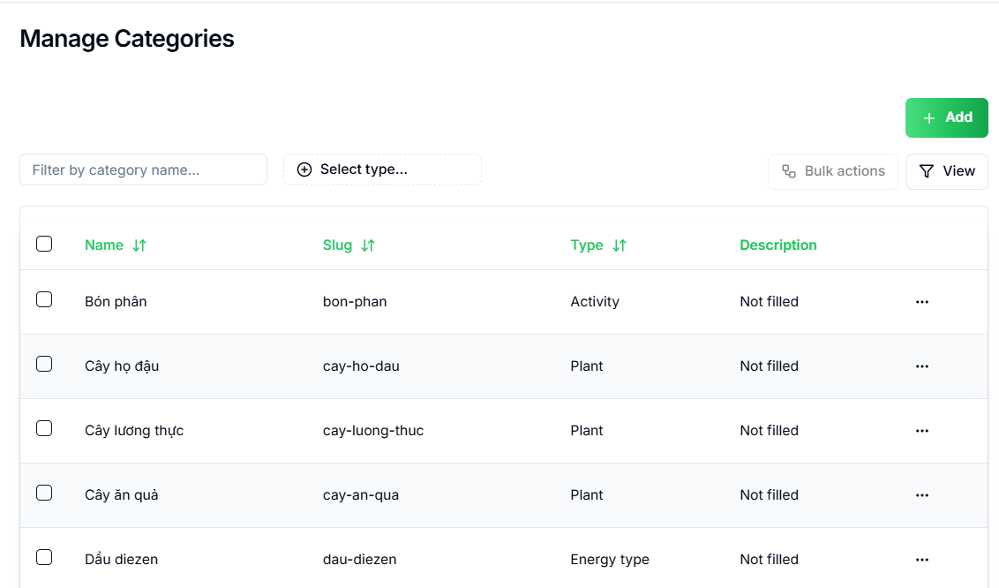 Manage Categories
Add
Filter by category name...
Select type...
Bulk actions
View
Name Slug Type Description
Bón phân bon-phan Activity Not filled
Cây họ đậu cay-ho-dau Plant Not filled
Cây lương thực cay-luong-thuc Plant Not filled
Cây ăn quả cay-an-qua Plant Not filled
Dầu diezen dau-diezen Energy type Not filled